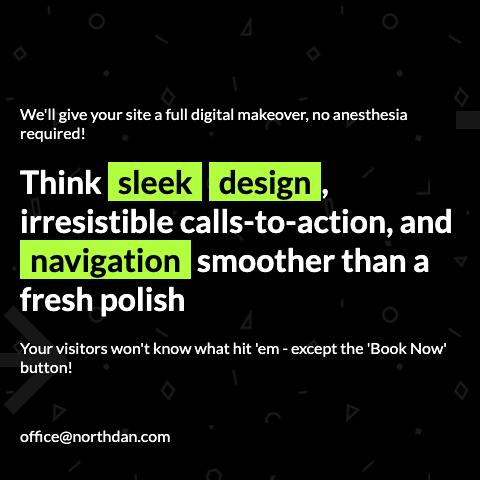 We'll give your site a full digital makeover, no anesthesia
required!
Think sleek design,
irresistible calls-to-action, and
navigation smoother than a
fresh polish
Your visitors won't know what hit 'em - except the 'Book Now'
button!
office@northdan.com